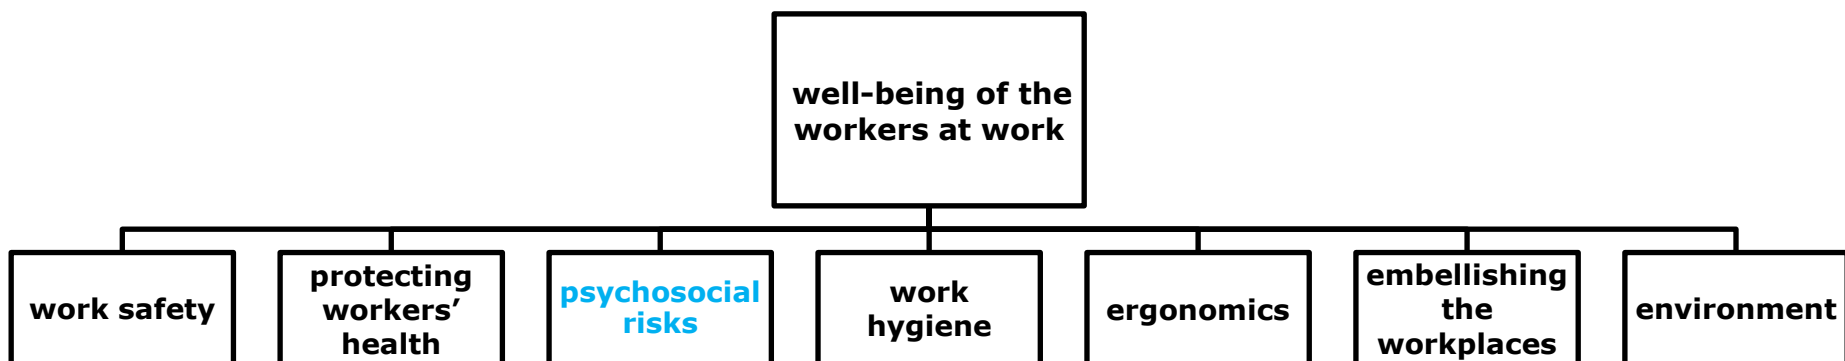 well-being of the
workers at work
work safety
protecting
workers’
health
psychosocial
risks
work
hygiene
ergonomics
embellishing
the
workplaces
environment